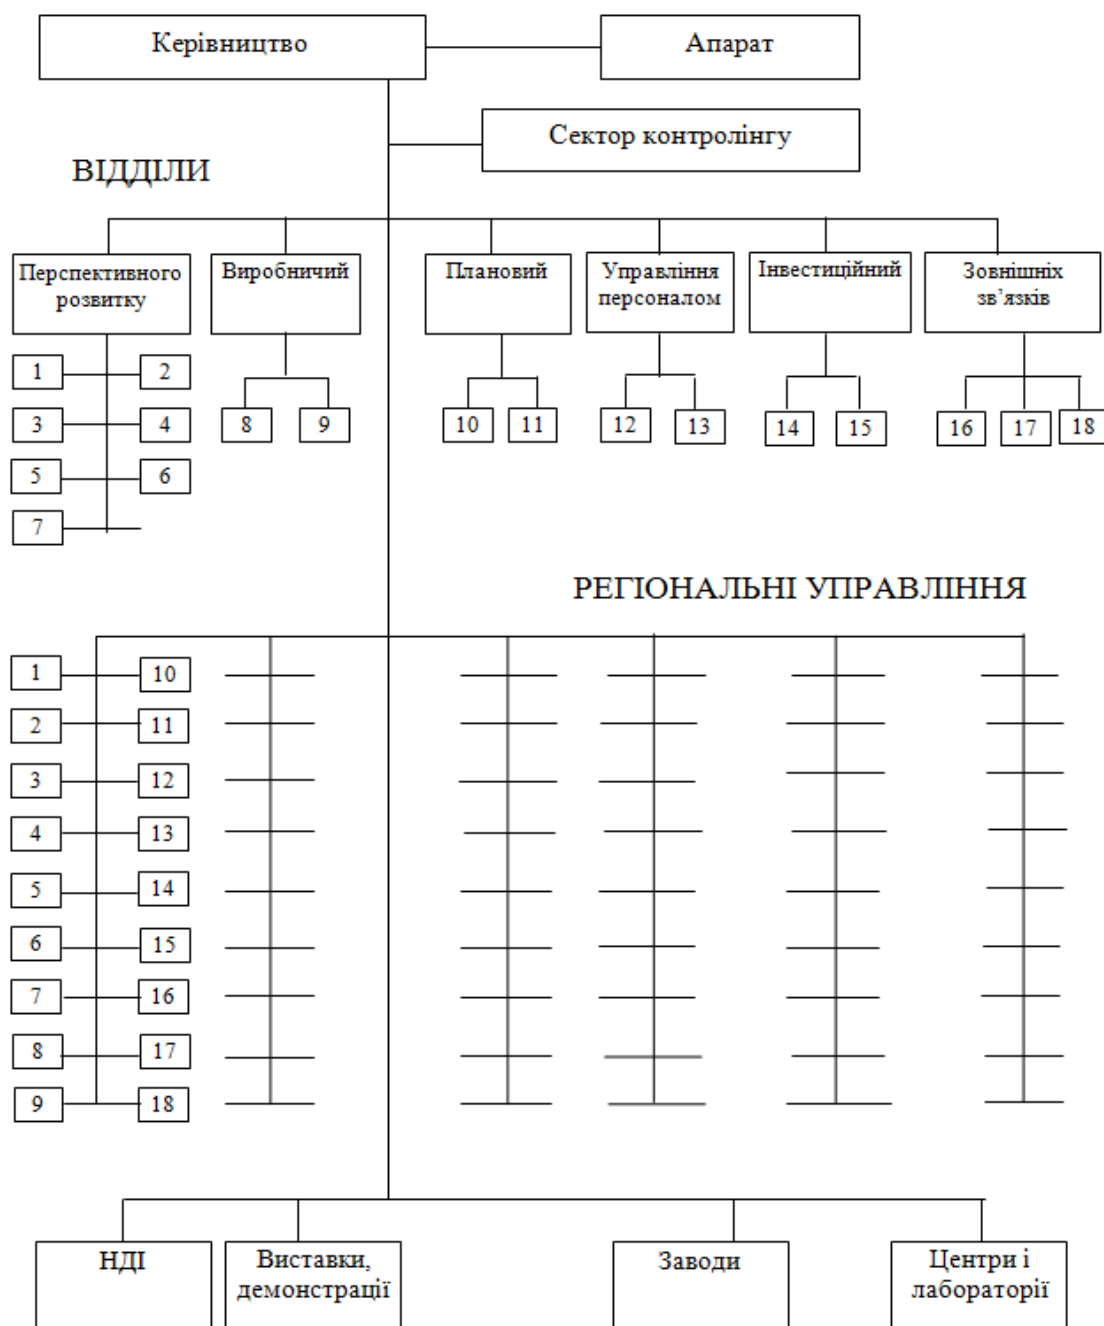 Керівництво
Апарат
Сектор контролінгу
ВІДДІЛИ
Перспективного
розвитку
Виробничий
Плановий
Управління
персоналом
Інвестиційний
Зовнішніх
зв’язків
1
2
3
4
5
6
7
8
9
10
11
12
13
14
15
16
17
18
РЕГІОНАЛЬНІ УПРАВЛІННЯ
1
10
2
11
3
12
4
13
5
14
6
15
7
16
8
17
9
18
НДІ
Виставки,
демонстрації
Заводи
Центри і
лабораторії